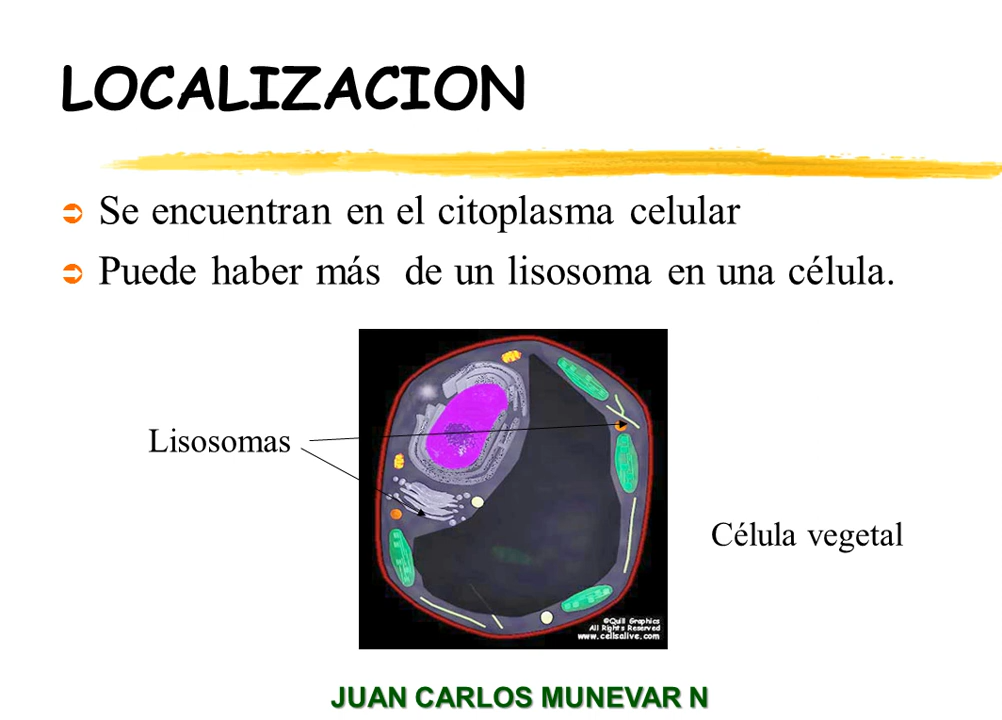 LOCALIZACION
Se encuentran en el citoplasma celular
Puede haber más de un lisosoma en una célula.
Lisosomas
Célula vegetal
©Quill Graphics
All Rights Reserved
www.cellsalive.com
JUAN CARLOS MUNEVAR N